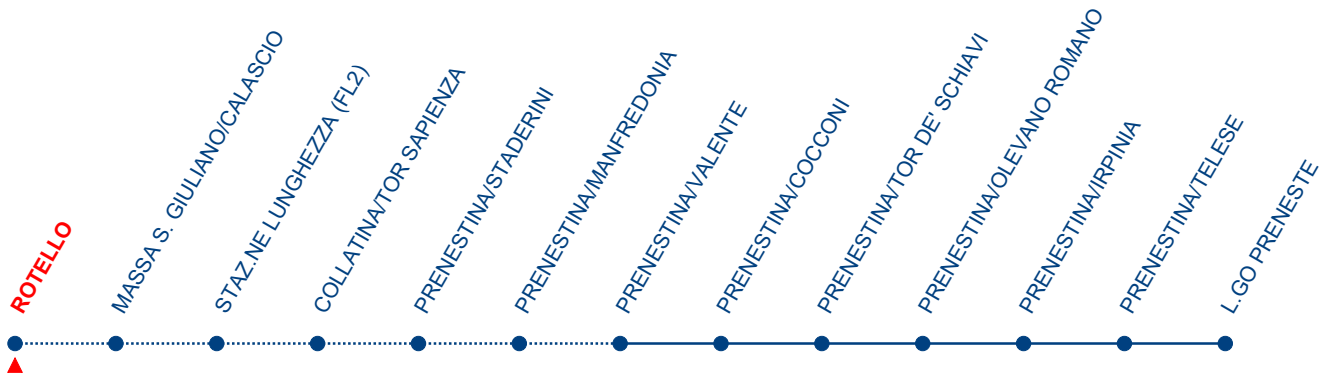 ROTELLO
MASSA S. GIULIANO/CALASCIO
STAZ.NE LUNGHEZZA (FL2)
COLLATINA/TOR SAPIENZA
PRENESTINA/STADERINI
PRENESTINA/MANFREDONIA
PRENESTINA/VALENTE
PRENESTINA/COCCONI
PRENESTINA/TOR DE' SCHIAVI
PRENESTINA/OLEVANO ROMANO
PRENESTINA/IRPINIA
PRENESTINA/TELESE
L.GO PRENESTE